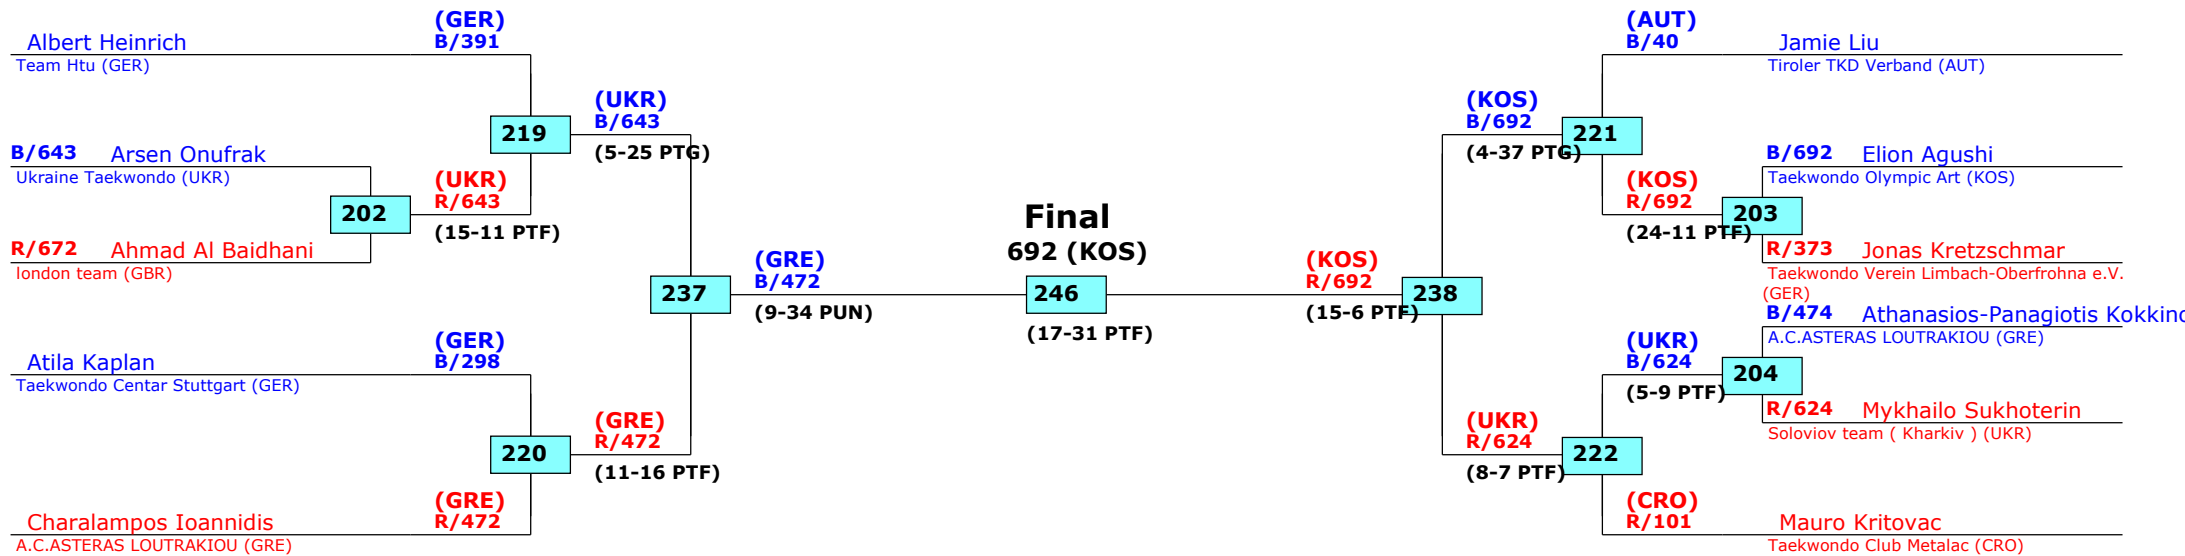 (GER)
B/391
Albert Heinrich
Team Htu (GER)
(UKR)
B/643
219
(5-25 PTG)
B/643 Arsen Onufrak
Ukraine Taekwondo (UKR)
(UKR)
R/643
202
(15-11 PTF)
R/672 Ahmad Al Baidhani
london team (GBR)
237
(GRE)
B/472
(9-34 PUN)
(GER)
B/298
Atila Kaplan
Taekwondo Centar Stuttgart (GER)
(GRE)
R/472
220
(11-16 PTF)
(GRE)
R/472
Charalampos Ioannidis
A.C.ASTERAS LOUTRAKIOU (GRE)
Final
692 (KOS)
246
(17-31 PTF)
(AUT)
B/40
Jamie Liu
Tiroler TKD Verband (AUT)
(KOS)
B/692
221
(4-37 PTG)
B/692 Elion Agushi
Taekwondo Olympic Art (KOS)
(KOS)
R/692
203
(24-11 PTF)
R/373 Jonas Kretzschmar
Taekwondo Verein Limbach-Oberfrohna e.V.
(GER)
(KOS)
R/692
238
(15-6 PTF)
B/474 Athanasios-Panagiotis
A.C.ASTERAS LOUTRAKIOU (GRE)
(UKR)
B/624
204
(5-9 PTF)
R/624 Mykhailo Sukhoterin
Soloviov team ( Kharkiv ) (UKR)
(UKR)
R/624
222
(8-7 PTF)
(CRO)
R/101
Mauro Kritovac
Taekwondo Club Metalac (CRO)